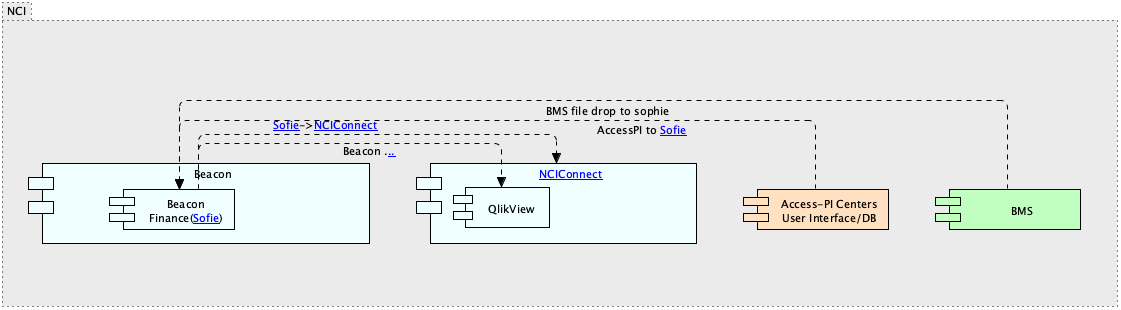 NCI
BMS file drop to sophie
Sofie->NCIConnect
AccessPI to Sofie
Beacon ...
Beacon
NCIConnect
Beacon
Finance(Sofie)
QlikView
Access-PI Centers
User Interface/DB
BMS